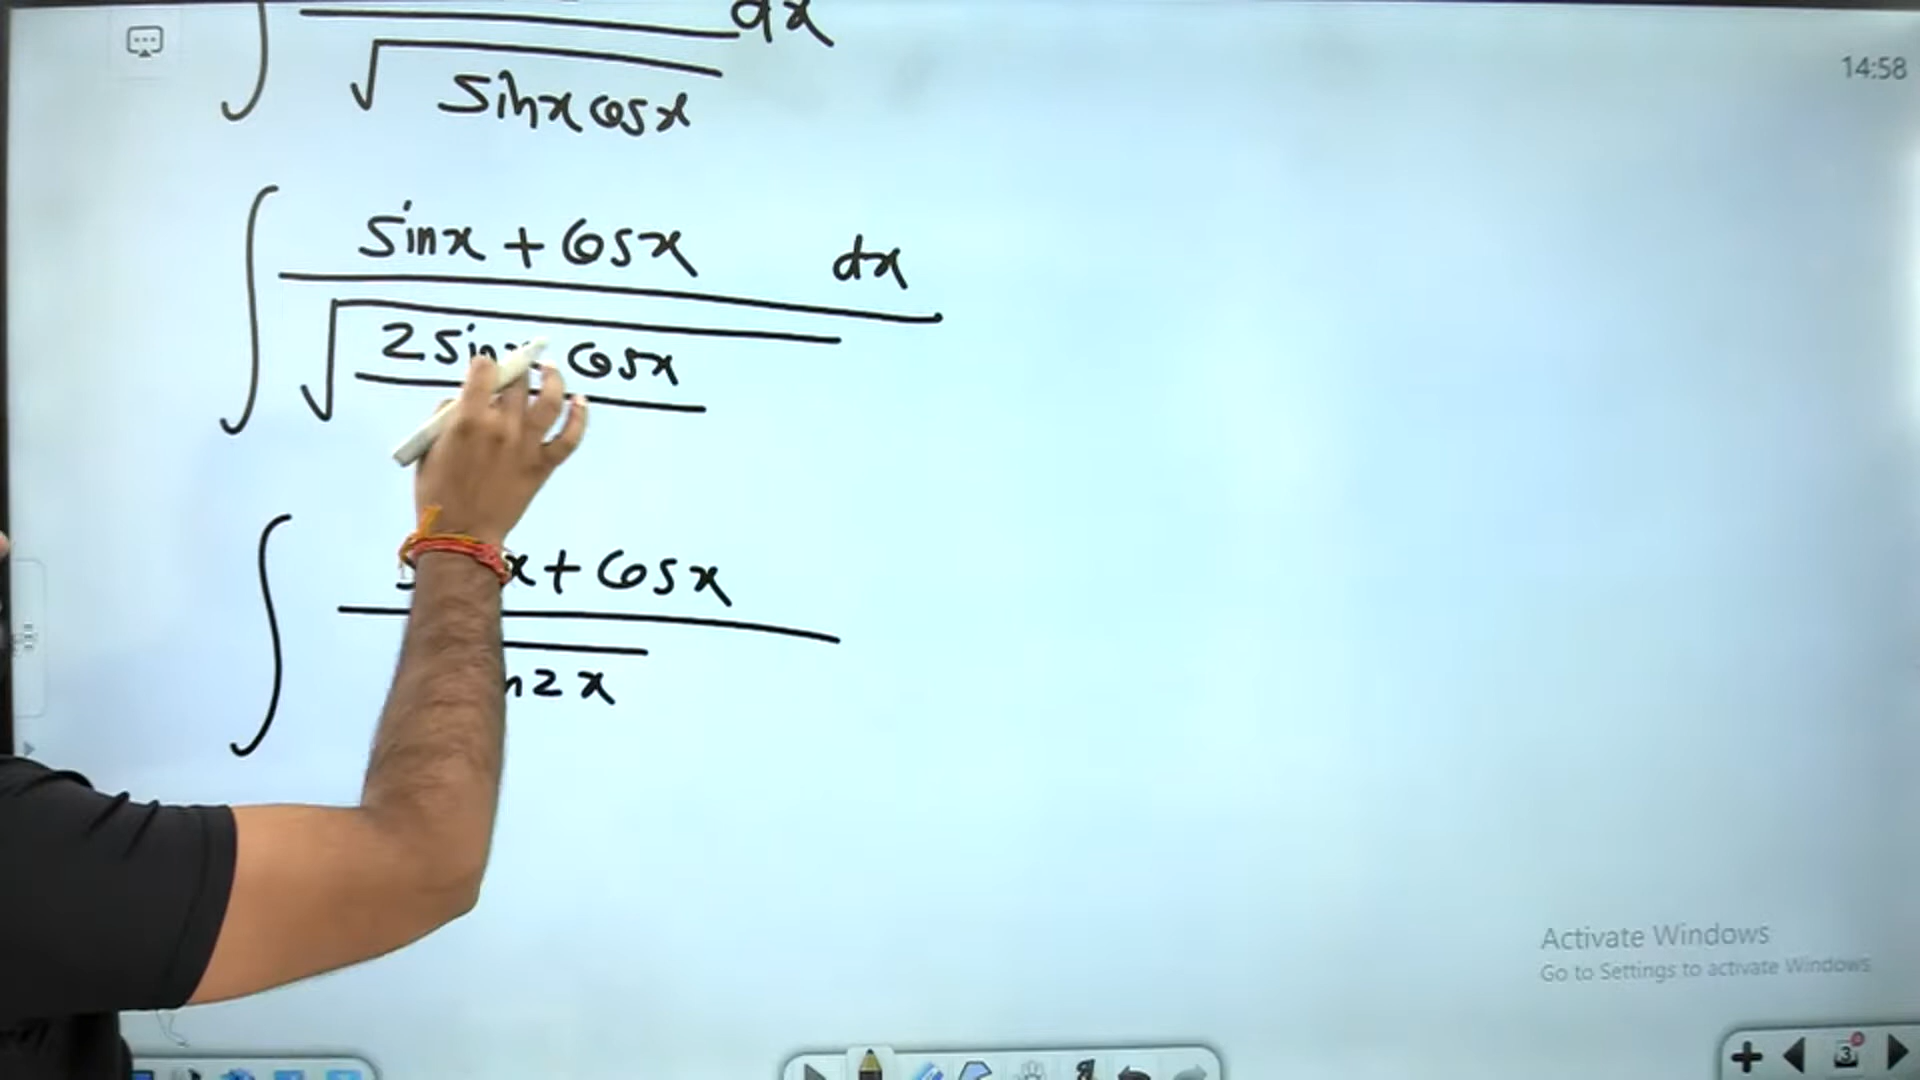 14:58
∫ dx
√ sinx cosx
∫ sinx + cosx dx
√ 2 sinx cosx
∫ x + cosx
2x
Activate Windows
Go to Settings to activate Windows
3